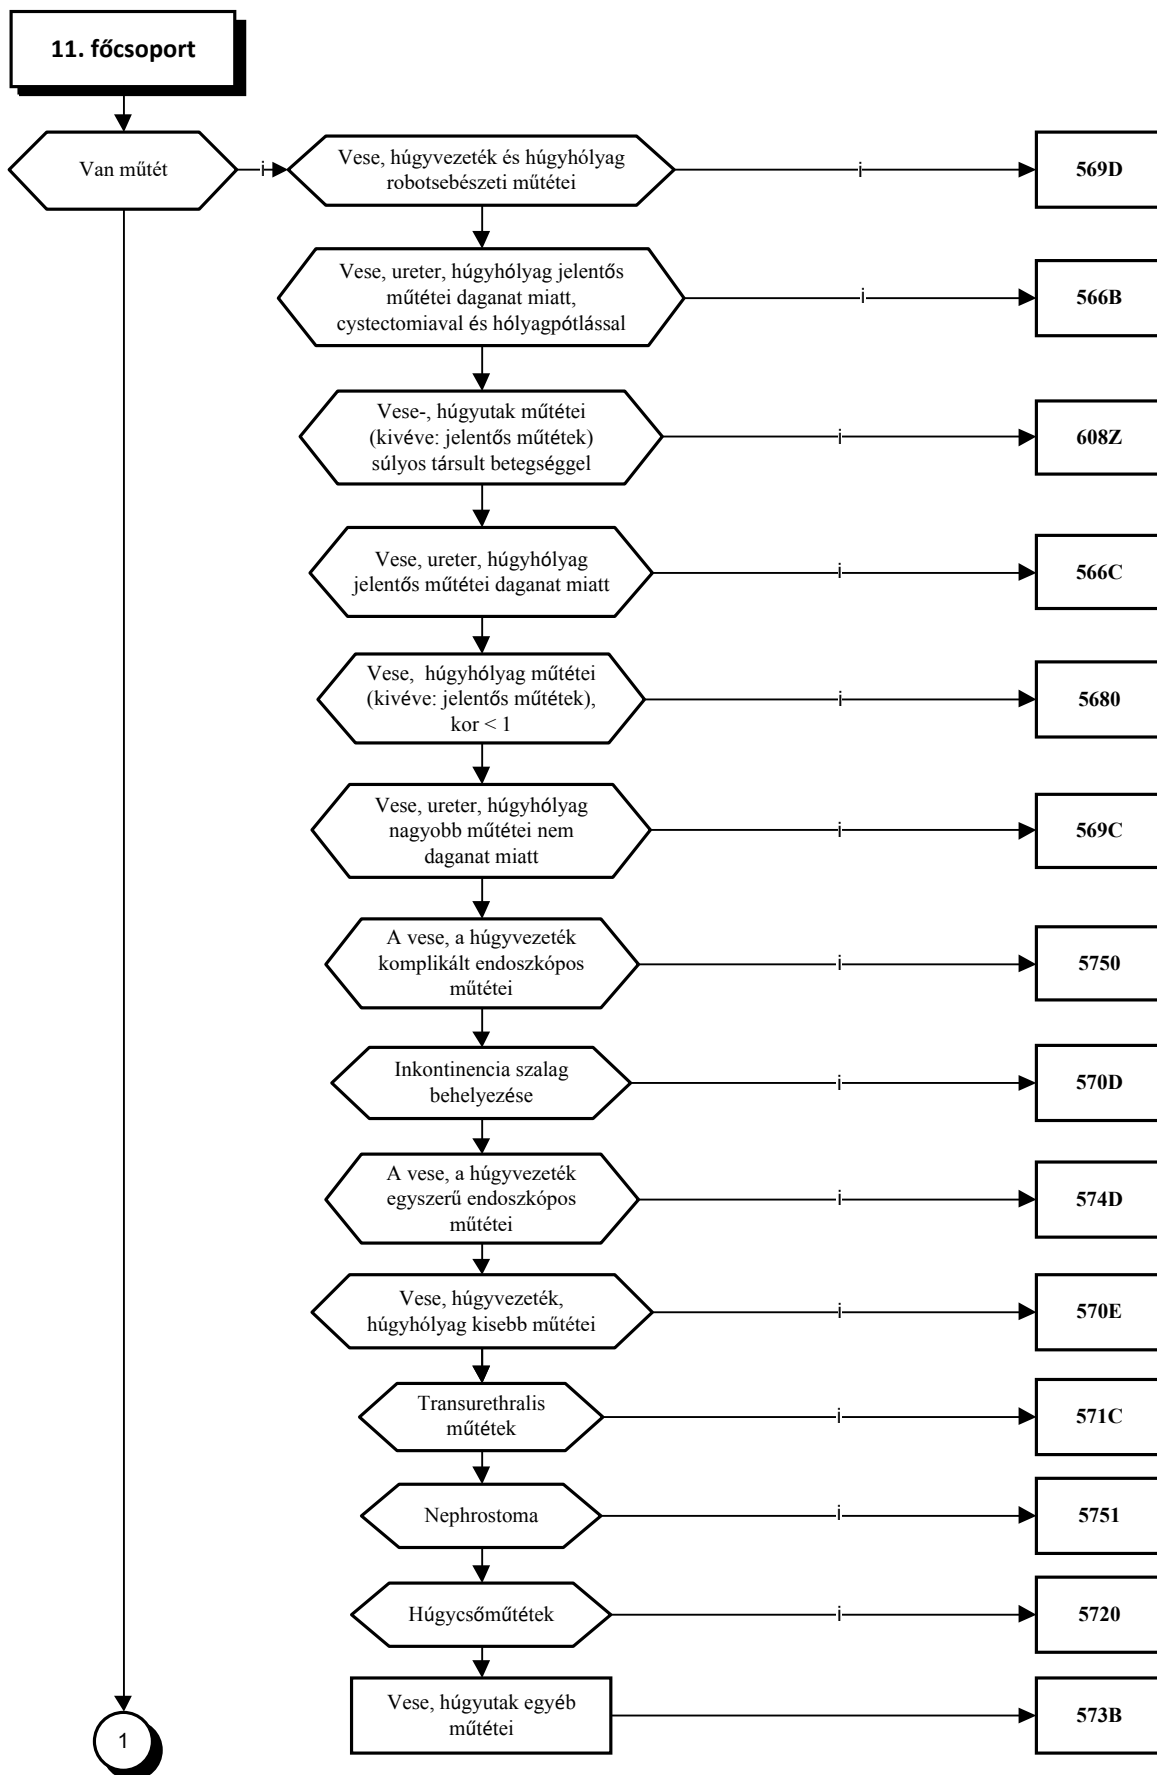 11. főcsoport
Van műtét
i
Vese, húgyvezeték és húgyhólyag
robotsebészeti műtétei
i
569D
Vese, ureter, húgyhólyag jelentős
műtétei daganat miatt,
cystectomiaval és hólyagpótlással
i
566B
Vese-, húgyutak műtétei
(kivéve: jelentős műtétek)
súlyos társult betegséggel
i
608Z
Vese, ureter, húgyhólyag
jelentős műtétei daganat miatt
i
566C
Vese, húgyhólyag műtétei
(kivéve: jelentős műtétek),
kor < 1
i
5680
Vese, ureter, húgyhólyag
nagyobb műtétei nem
daganat miatt
i
569C
A vese, a húgyvezeték
komplikált endoszkópos
műtétei
i
5750
Inkontinencia szalag
behelyezése
i
570D
A vese, a húgyvezeték
egyszerű endoszkópos
műtétei
i
574D
Vese, húgyvezeték,
húgyhólyag kisebb műtétei
i
570E
Transurethralis
műtétek
i
571C
Nephrostoma
i
5751
Húgycsőműtétek
i
5720
Vese, húgyutak egyéb
műtétei
573B
1